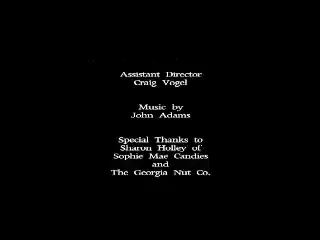 Assistant Director
Craig Vogel
Music by
John Adams
Special Thanks to
Sharon Holley of
Sophie Mae Candies
and
The Georgia Nut Co.